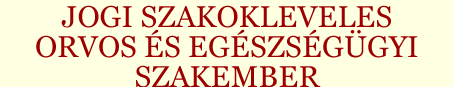 JOGI SZAKOKLEVELES
ORVOS ÉS EGÉSZSÉGÜGYI
SZAKEMBER